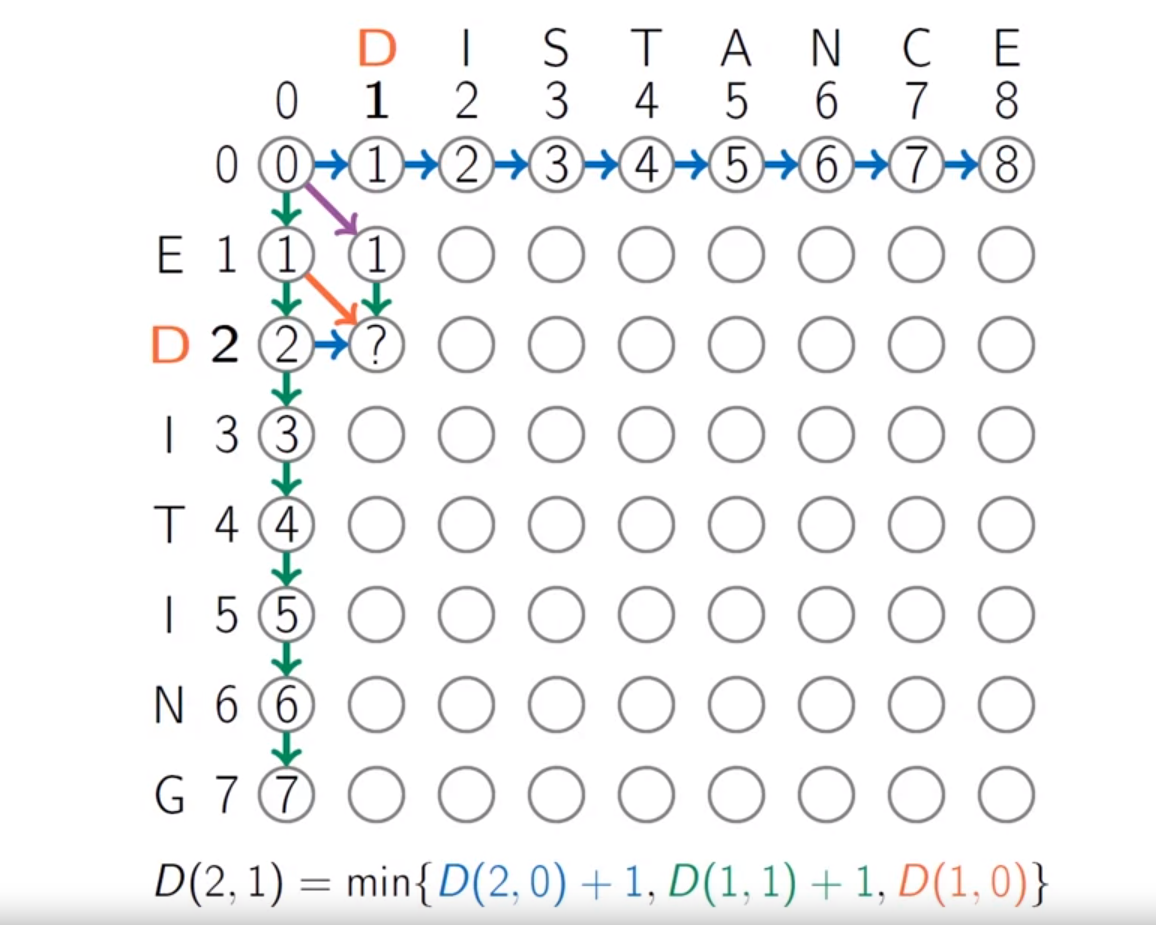 D I S T A N C E
0 1 2 3 4 5 6 7 8
0 0 1 2 3 4 5 6 7 8
E 1 1 1
D 2 2 ?
I 3 3
T 4 4
I 5 5
N 6 6
G 7 7
D(2, 1) = min{D(2, 0) + 1, D(1, 1) + 1, D(1, 0)}